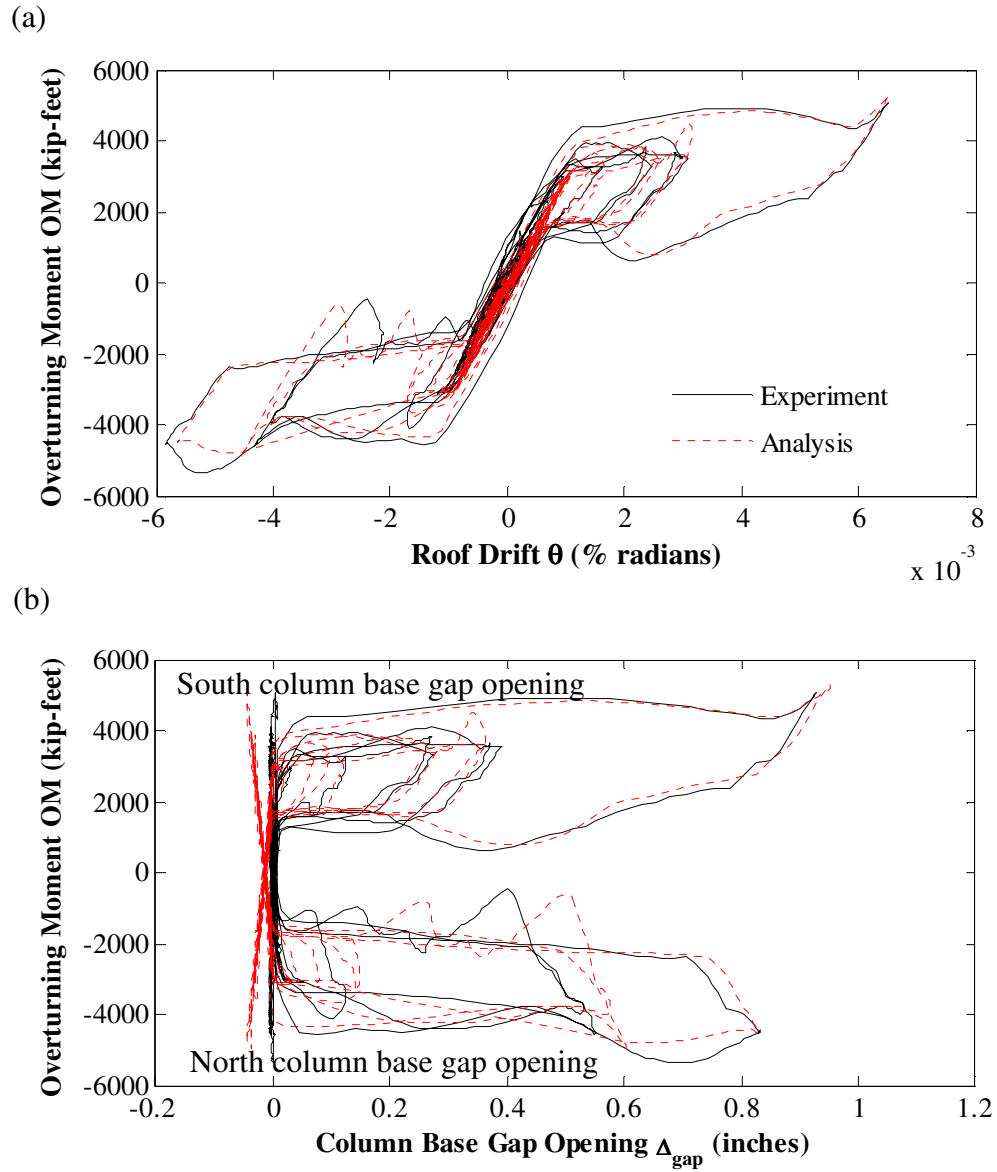 (a)
6000
4000
2000
0
-2000
-4000
-6000
Overturning Moment OM (kip-feet)
Experiment
Analysis
-6 -4 -2 0 2 4 6 8
Roof Drift θ (% radians)
x 10^-3
(b)
6000
4000
2000
0
-2000
-4000
-6000
Overturning Moment OM (kip-feet)
South column base gap opening
North column base gap opening
-0.2 0 0.2 0.4 0.6 0.8 1 1.2
Column Base Gap Opening Δgap (inches)